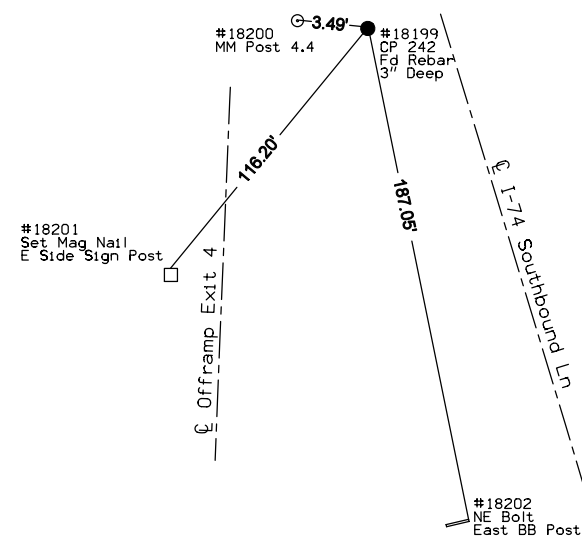 3.49'
#18200
MM Post 4.4
#18199
CP 242
Fd Rebar
3" Deep
116.20'
187.05'
℄ I-74 Southbound Ln
#18201
Set Mag Nail
E Side Sign Post
℄ Offramp Exit 4
#18202
NE Bolt
East BB Post